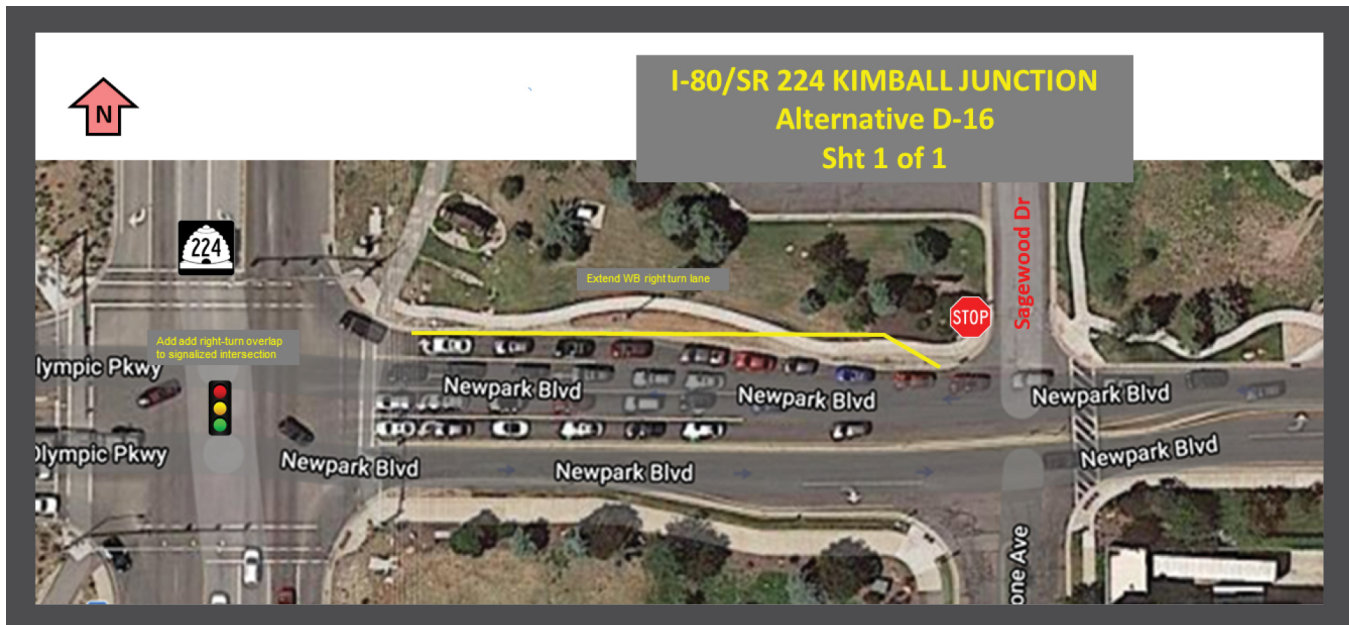 I-80/SR 224 KIMBALL JUNCTION
Alternative D-16
Sht 1 of 1
N
224
Extend WB right turn lane
STOP
Sagewood Dr
Add add right-turn overlap
to signalized intersection
lympic Pkwy
Newpark Blvd
Newpark Blvd
Newpark Blvd
Olympic Pkwy
Newpark Blvd
Newpark Blvd
Newpark Blvd
one Ave